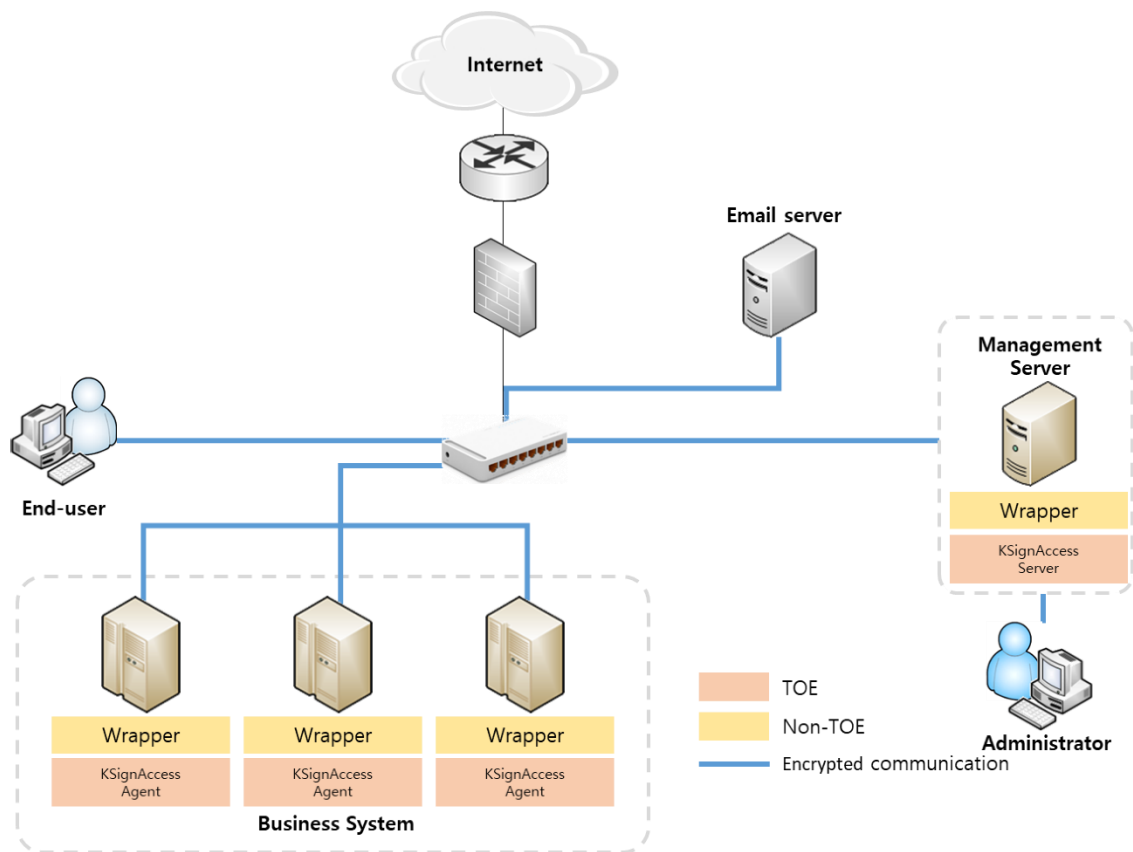 Internet
Email server
Management
Server
Wrapper
KSignAccess
Server
End-user
Wrapper
KSignAccess
Agent
Wrapper
KSignAccess
Agent
Wrapper
KSignAccess
Agent
Business System
TOE
Non-TOE
Encrypted communication
Administrator